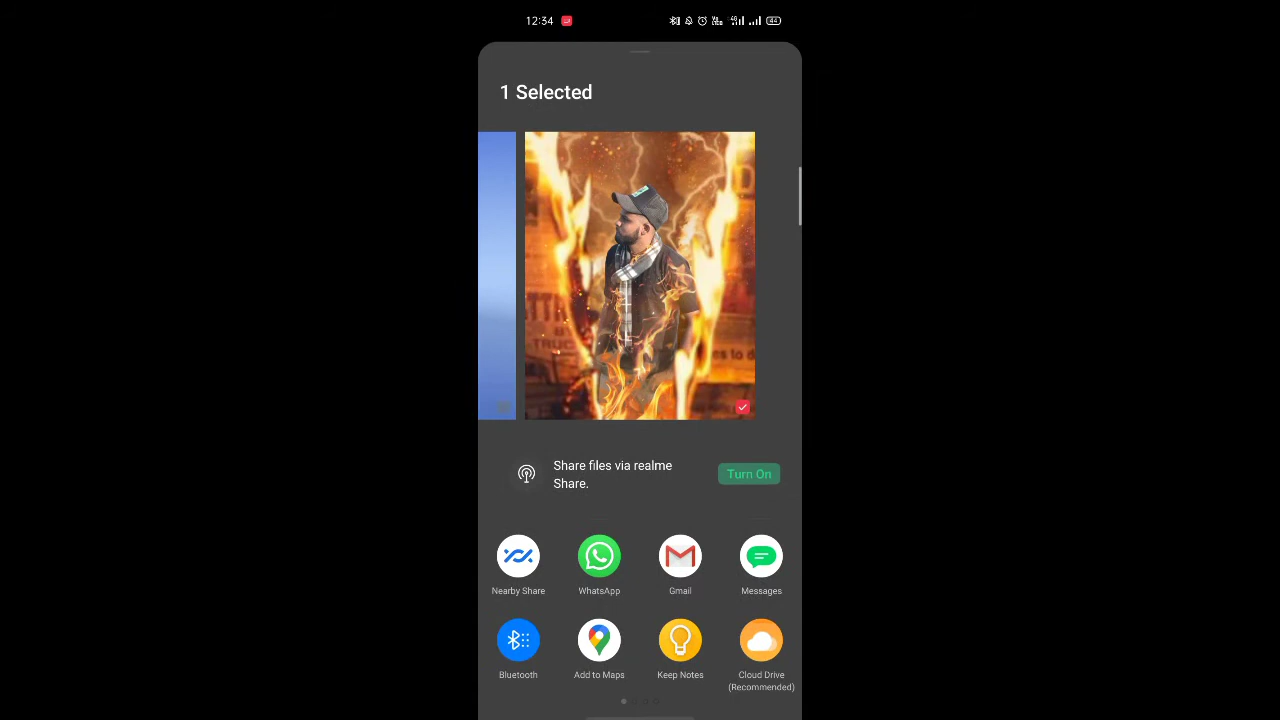 12:34
44
1 Selected
Share files via realme
Share.
Turn On
Nearby Share
WhatsApp
Gmail
Messages
Bluetooth
Add to Maps
Keep Notes
Cloud Drive
(Recommended)